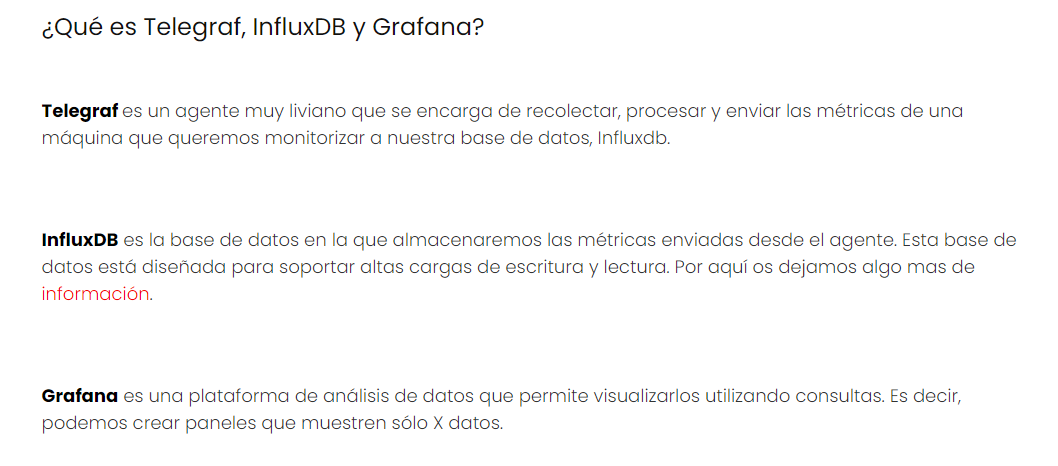 ¿Qué es Telegraf, InfluxDB y Grafana?
Telegraf es un agente muy liviano que se encarga de recolectar, procesar y enviar las métricas de una
máquina que queremos monitorizar a nuestra base de datos, Influxdb.
InfluxDB es la base de datos en la que almacenaremos las métricas enviadas desde el agente. Esta base de
datos está diseñada para soportar altas cargas de escritura y lectura. Por aquí os dejamos algo mas de
información.
Grafana es una plataforma de análisis de datos que permite visualizarlos utilizando consultas. Es decir,
podemos crear paneles que muestren sólo X datos.